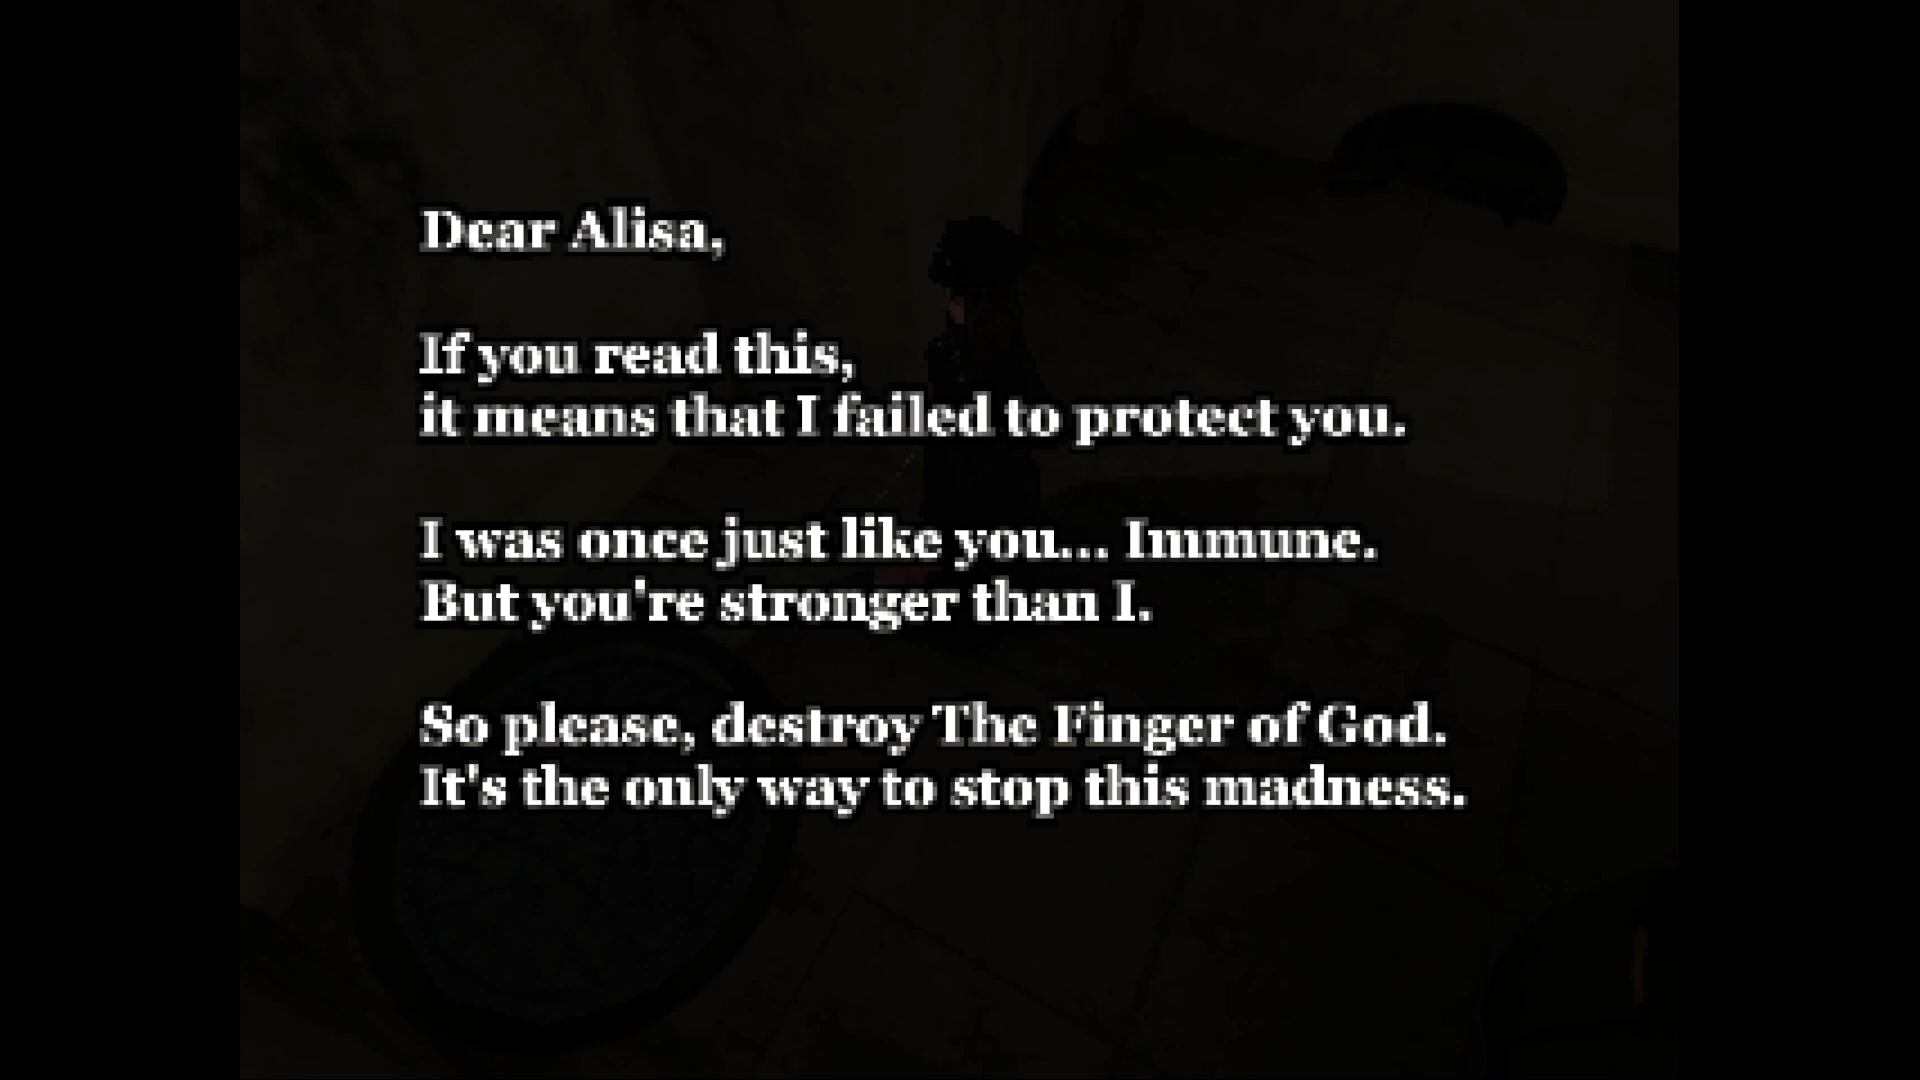 Dear Alisa,
If you read this,
it means that I failed to protect you.
I was once just like you... Immune.
But you're stronger than I.
So please, destroy The Finger of God.
It's the only way to stop this madness.